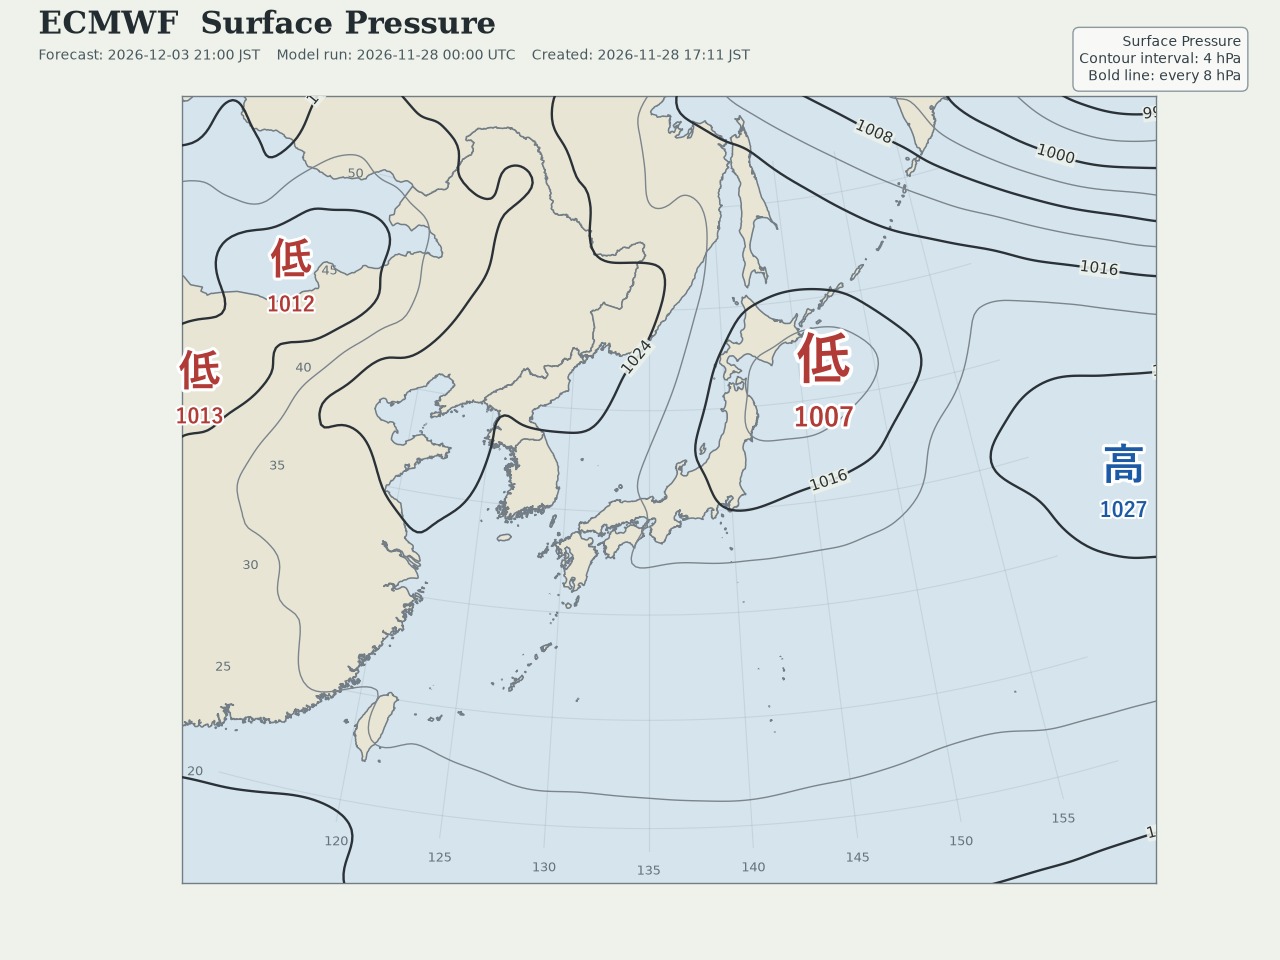 ECMWF  Surface Pressure
Forecast: 2026-12-03 21:00 JST    Model run: 2026-11-28 00:00 UTC    Created: 2026-11-28 17:11 JST
Surface Pressure
Contour interval: 4 hPa
Bold line: every 8 hPa
1008
1000
50
低
45
1016
1012
低
1024
低
40
1013
1007
高
35
1016
1027
30
25
20
155
120
150
125
145
130
140
135